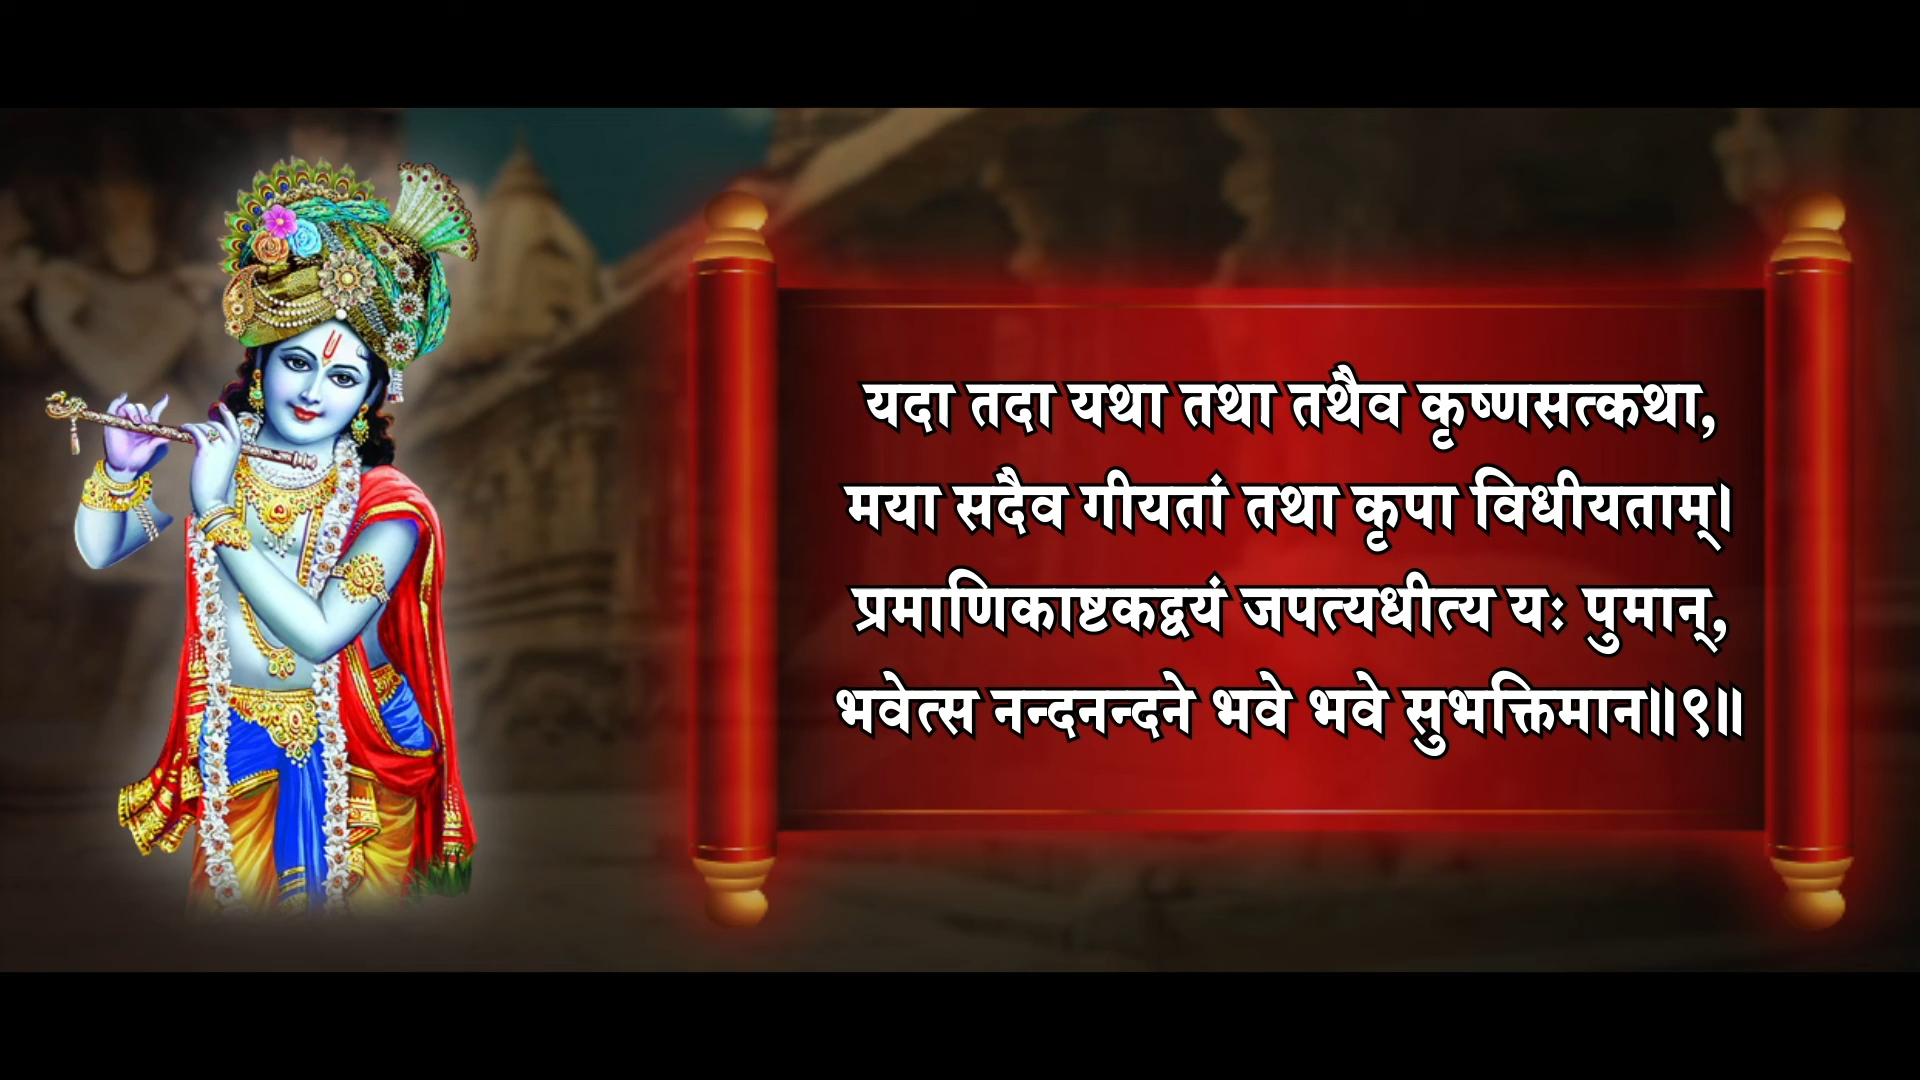 यदा तदा यथा तथा तथैव कृष्णसत्कथा,
मया सदैव गीयतां तथा कृपा विधीयताम्।
प्रमाणिकाष्टकद्वयं जपत्यधीत्य यः पुमान्,
भवेत्स नन्दनन्दने भवे भवे सुभक्तिमान॥९॥